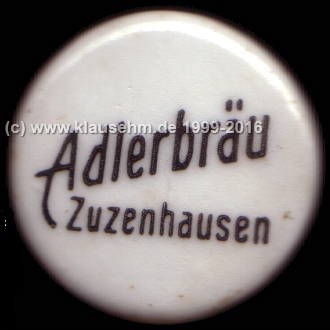 (c) www.klausehm.de 1999-2016
Adlerbräu
Zuzenhausen